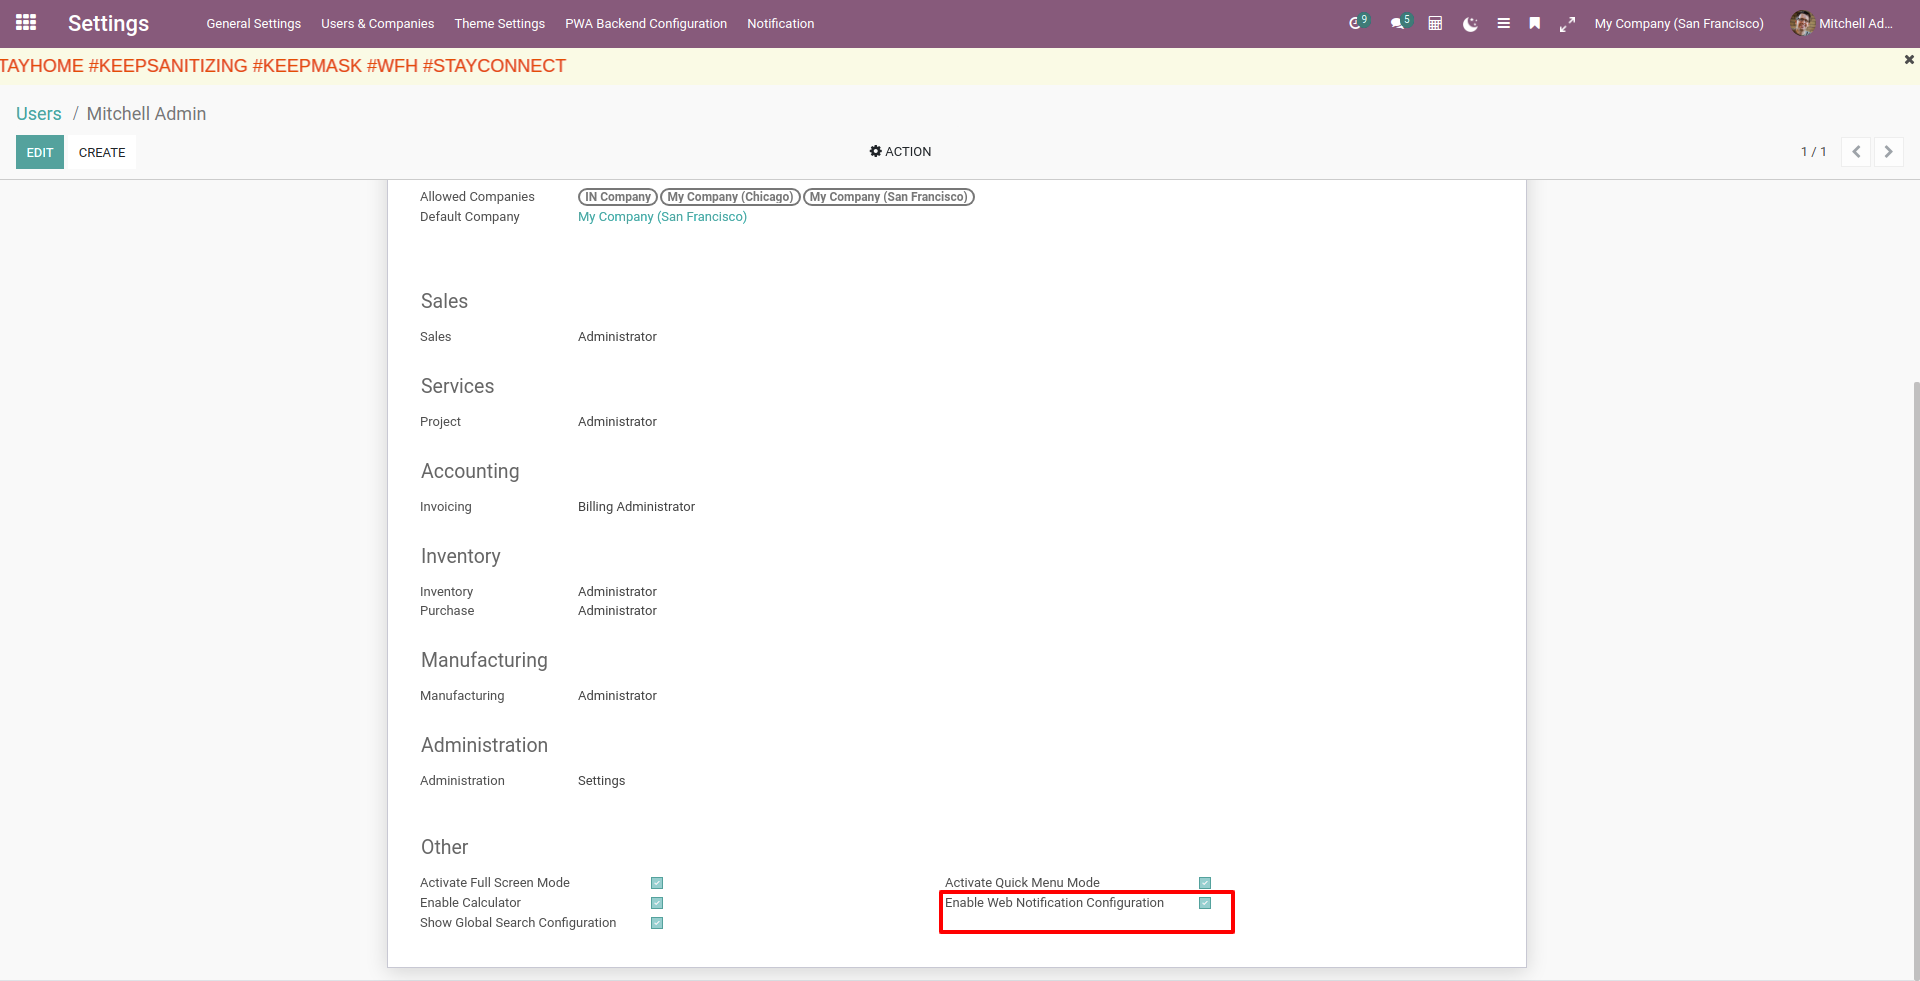 Settings General Settings Users & Companies Theme Settings PWA Backend Configuration Notification 9 5 My Company (San Francisco) Mitchell Ad...
TAYHOME #KEEPSANITIZING #KEEPMASK #WFH #STAYCONNECT
Users / Mitchell Admin
EDIT CREATE ACTION 1 / 1
Allowed Companies IN Company My Company (Chicago) My Company (San Francisco)
Default Company My Company (San Francisco)
Sales
Sales Administrator
Services
Project Administrator
Accounting
Invoicing Billing Administrator
Inventory
Inventory Administrator
Purchase Administrator
Manufacturing
Manufacturing Administrator
Administration
Administration Settings
Other
Activate Full Screen Mode Activate Quick Menu Mode
Enable Calculator Enable Web Notification Configuration
Show Global Search Configuration